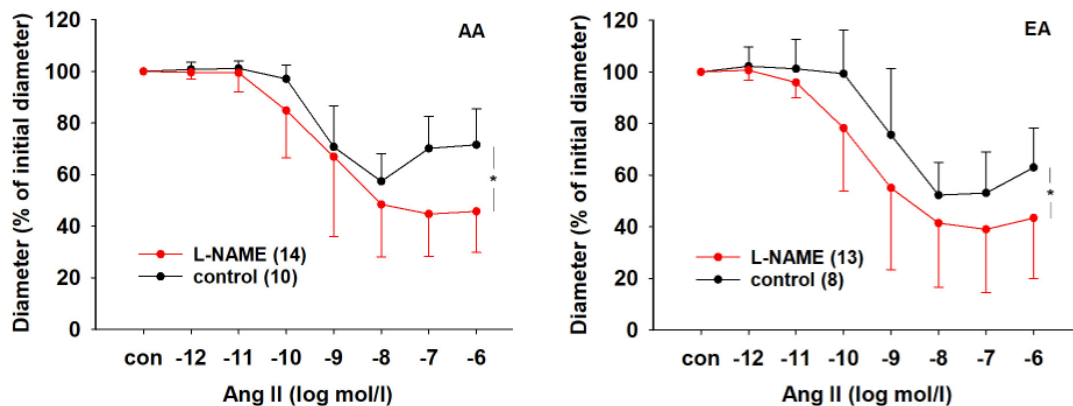 AA
Diameter (% of initial diameter)
120
100
80
60
40
20
0
*
L-NAME (14)
control (10)
con -12 -11 -10 -9 -8 -7 -6
Ang II (log mol/l)
EA
Diameter (% of initial diameter)
120
100
80
60
40
20
0
*
L-NAME (13)
control (8)
con -12 -11 -10 -9 -8 -7 -6
Ang II (log mol/l)